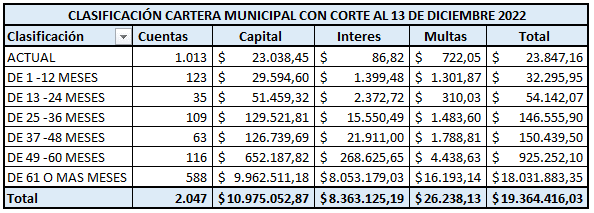 CLASIFICACIÓN CARTERA MUNICIPAL CON CORTE AL 13 DE DICIEMBRE 2022
Clasificación Cuentas Capital Interes Multas Total
ACTUAL 1.013 $ 23.038,45 $ 86,82 $ 722,05 $ 23.847,16
DE 1 -12 MESES 123 $ 29.594,60 $ 1.399,48 $ 1.301,87 $ 32.295,95
DE 13 -24 MESES 35 $ 51.459,32 $ 2.372,72 $ 310,03 $ 54.142,07
DE 25 -36 MESES 109 $ 129.521,81 $ 15.550,49 $ 1.483,60 $ 146.555,90
DE 37 -48 MESES 63 $ 126.739,69 $ 21.911,00 $ 1.788,81 $ 150.439,50
DE 49 -60 MESES 116 $ 652.187,82 $ 268.625,65 $ 4.438,63 $ 925.252,10
DE 61 O MAS MESES 588 $ 9.962.511,18 $8.053.179,03 $16.193,14 $18.031.883,35
Total 2.047 $10.975.052,87 $8.363.125,19 $26.238,13 $19.364.416,03